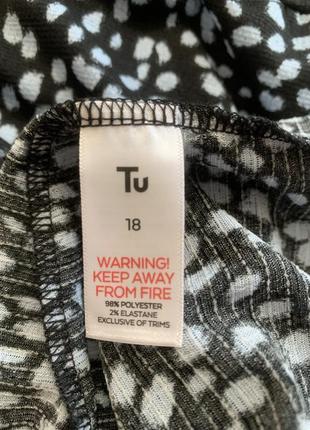 Tu
18
WARNING!
KEEP AWAY
FROM FIRE
98% POLYESTER
2% ELASTANE
EXCLUSIVE OF TRIMS